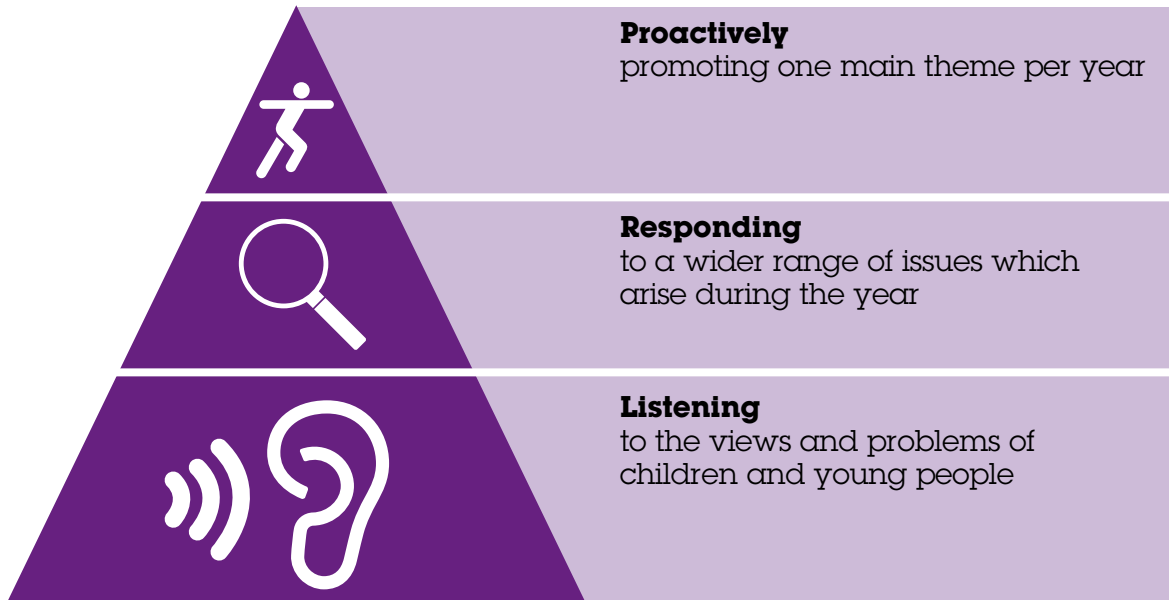 Proactively
promoting one main theme per year
Responding
to a wider range of issues which
arise during the year
Listening
to the views and problems of
children and young people